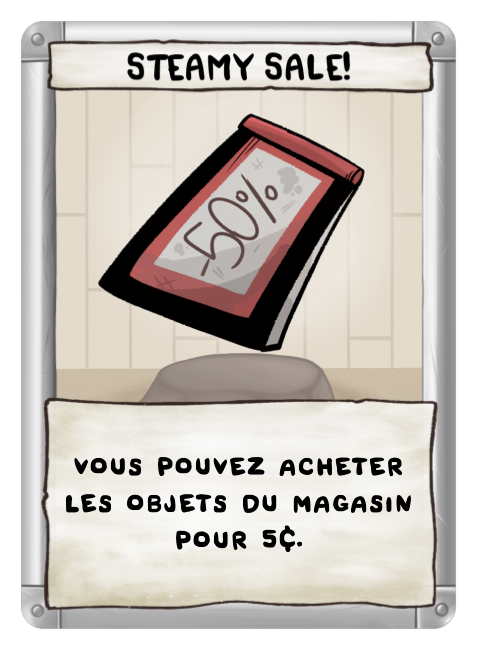 STEAMY SALE!
-50%
VOUS POUVEZ ACHETER
LES OBJETS DU MAGASIN
POUR 5¢.